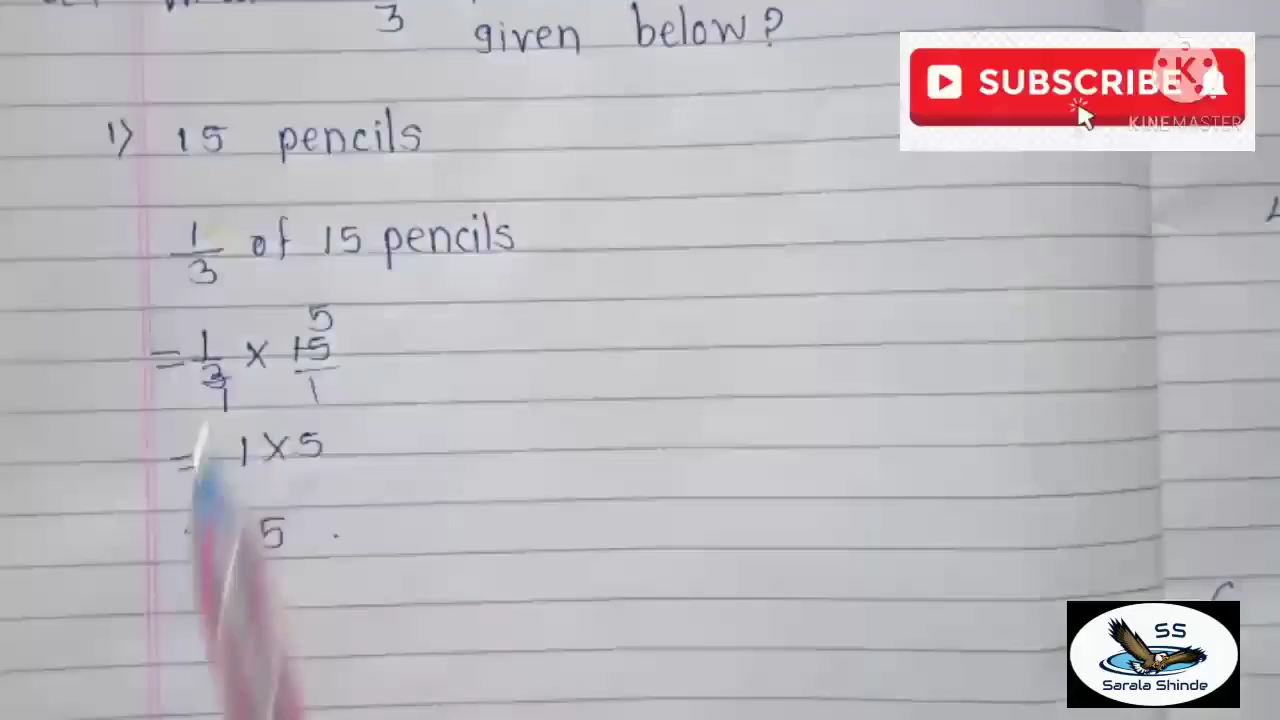 3 given below?
SUBSCRIBE
KINEMASTER
1) 15 pencils
1/3 of 15 pencils
5
= 1/3 × 15/1
1
= 1 × 5
5 .
SS
Sarala Shinde